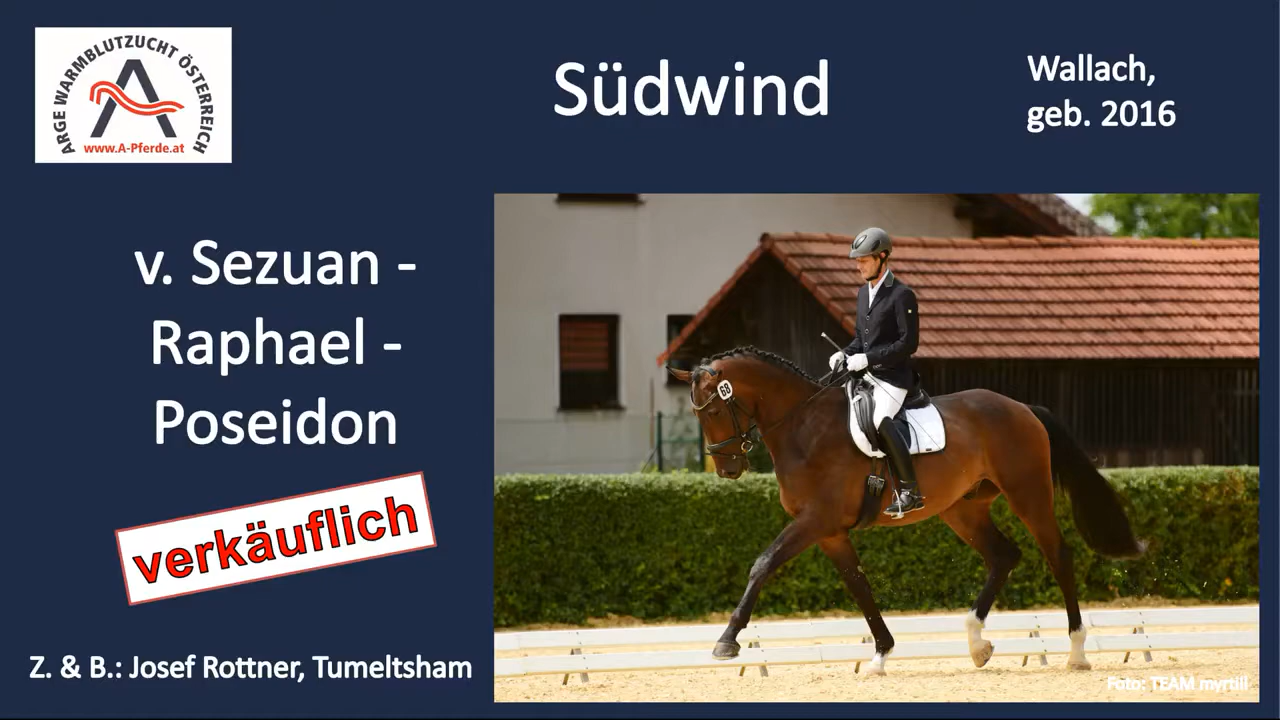 ARGE WARMBLUTZUCHT ÖSTERREICH
A
www.A-Pferde.at
Südwind
Wallach,
geb. 2016
v. Sezuan -
Raphael -
Poseidon
verkäuflich
68
Z. & B.: Josef Rottner, Tumeltsham
Foto: TEAM myrtill